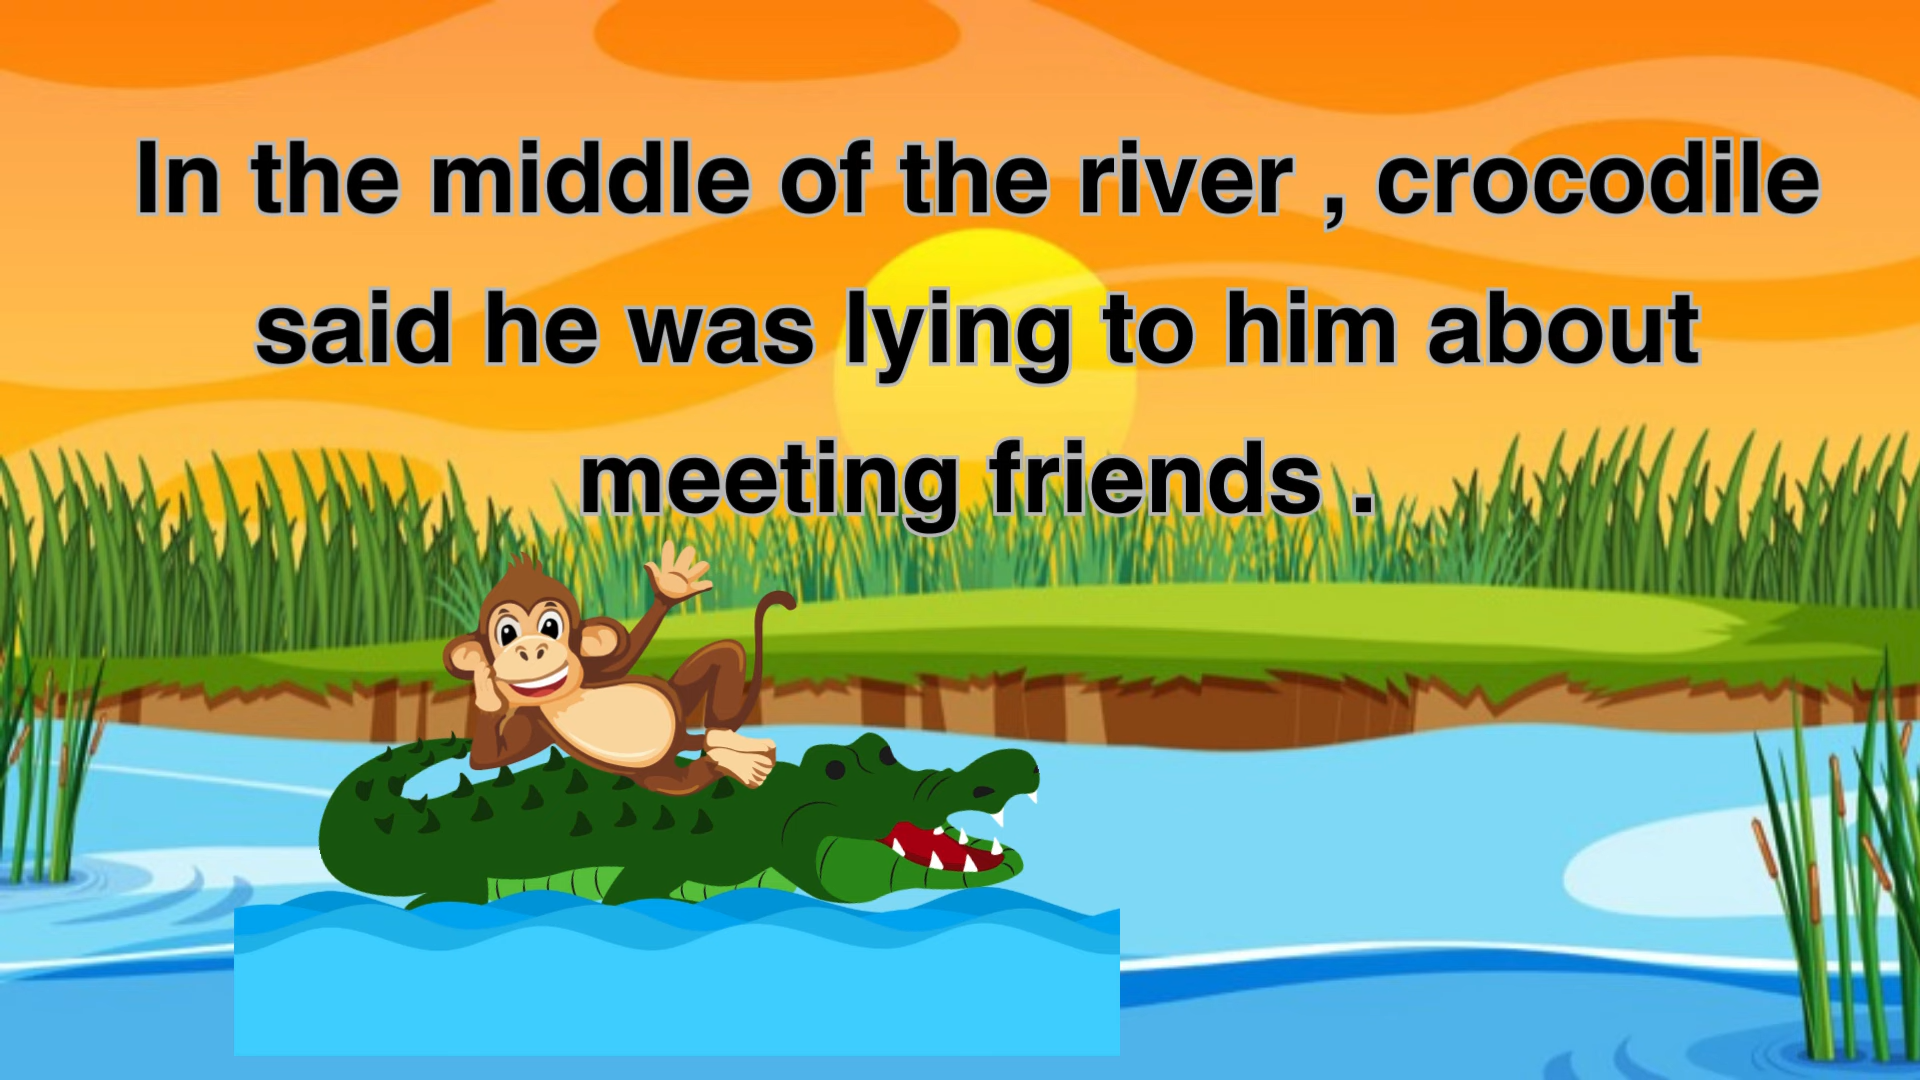 In the middle of the river , crocodile
said he was lying to him about
meeting friends .